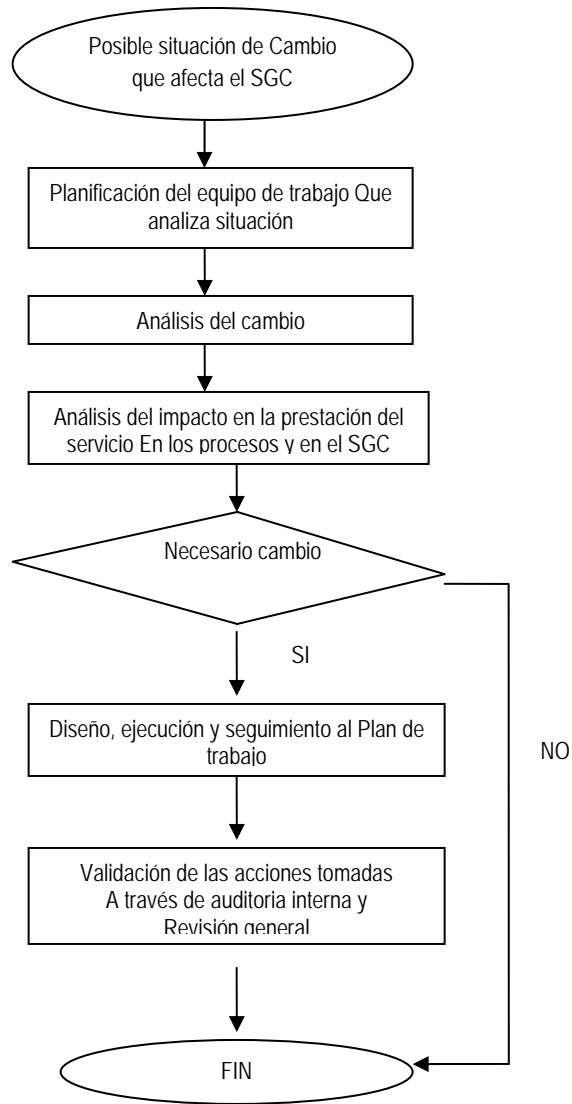 Posible situación de Cambio
que afecta el SGC
Planificación del equipo de trabajo Que
analiza situación
Análisis del cambio
Análisis del impacto en la prestación del
servicio En los procesos y en el SGC
Necesario cambio
SI
Diseño, ejecución y seguimiento al Plan de
trabajo
NO
Validación de las acciones tomadas
A través de auditoria interna y
Revisión general
FIN